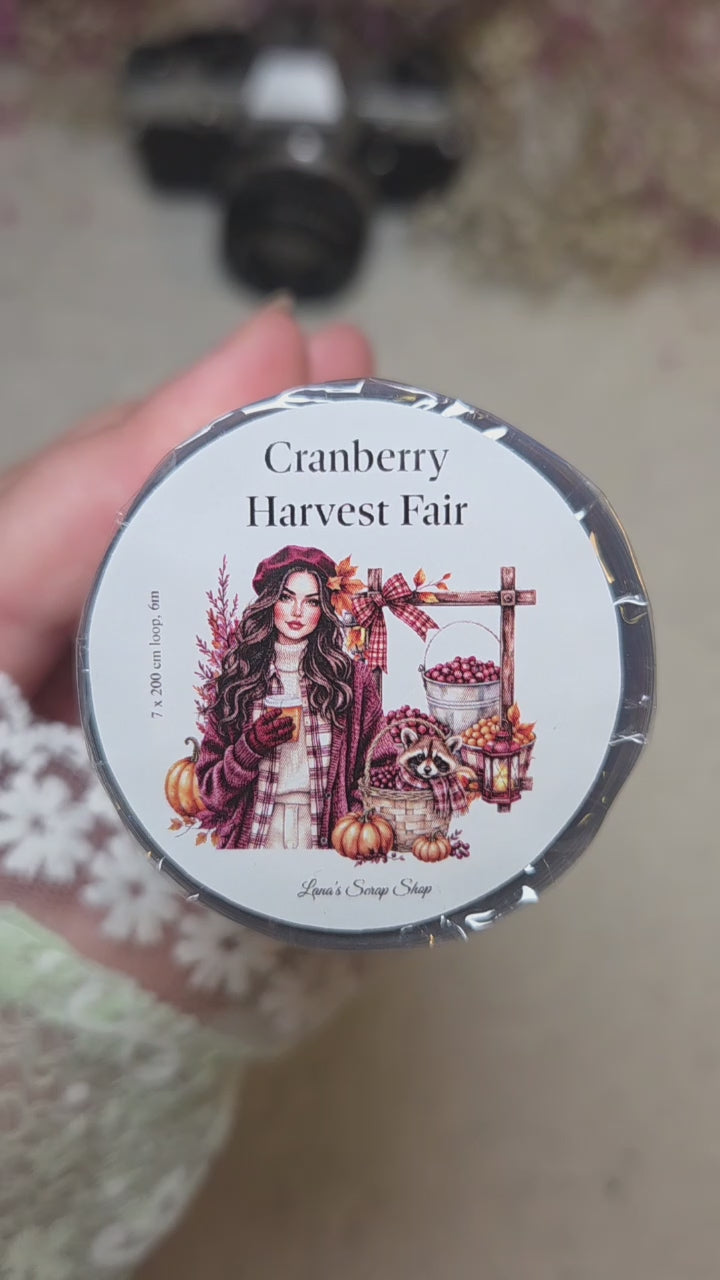 Cranberry
Harvest Fair
7 x 200 cm loop, 6m
Lana's Scrap Shop